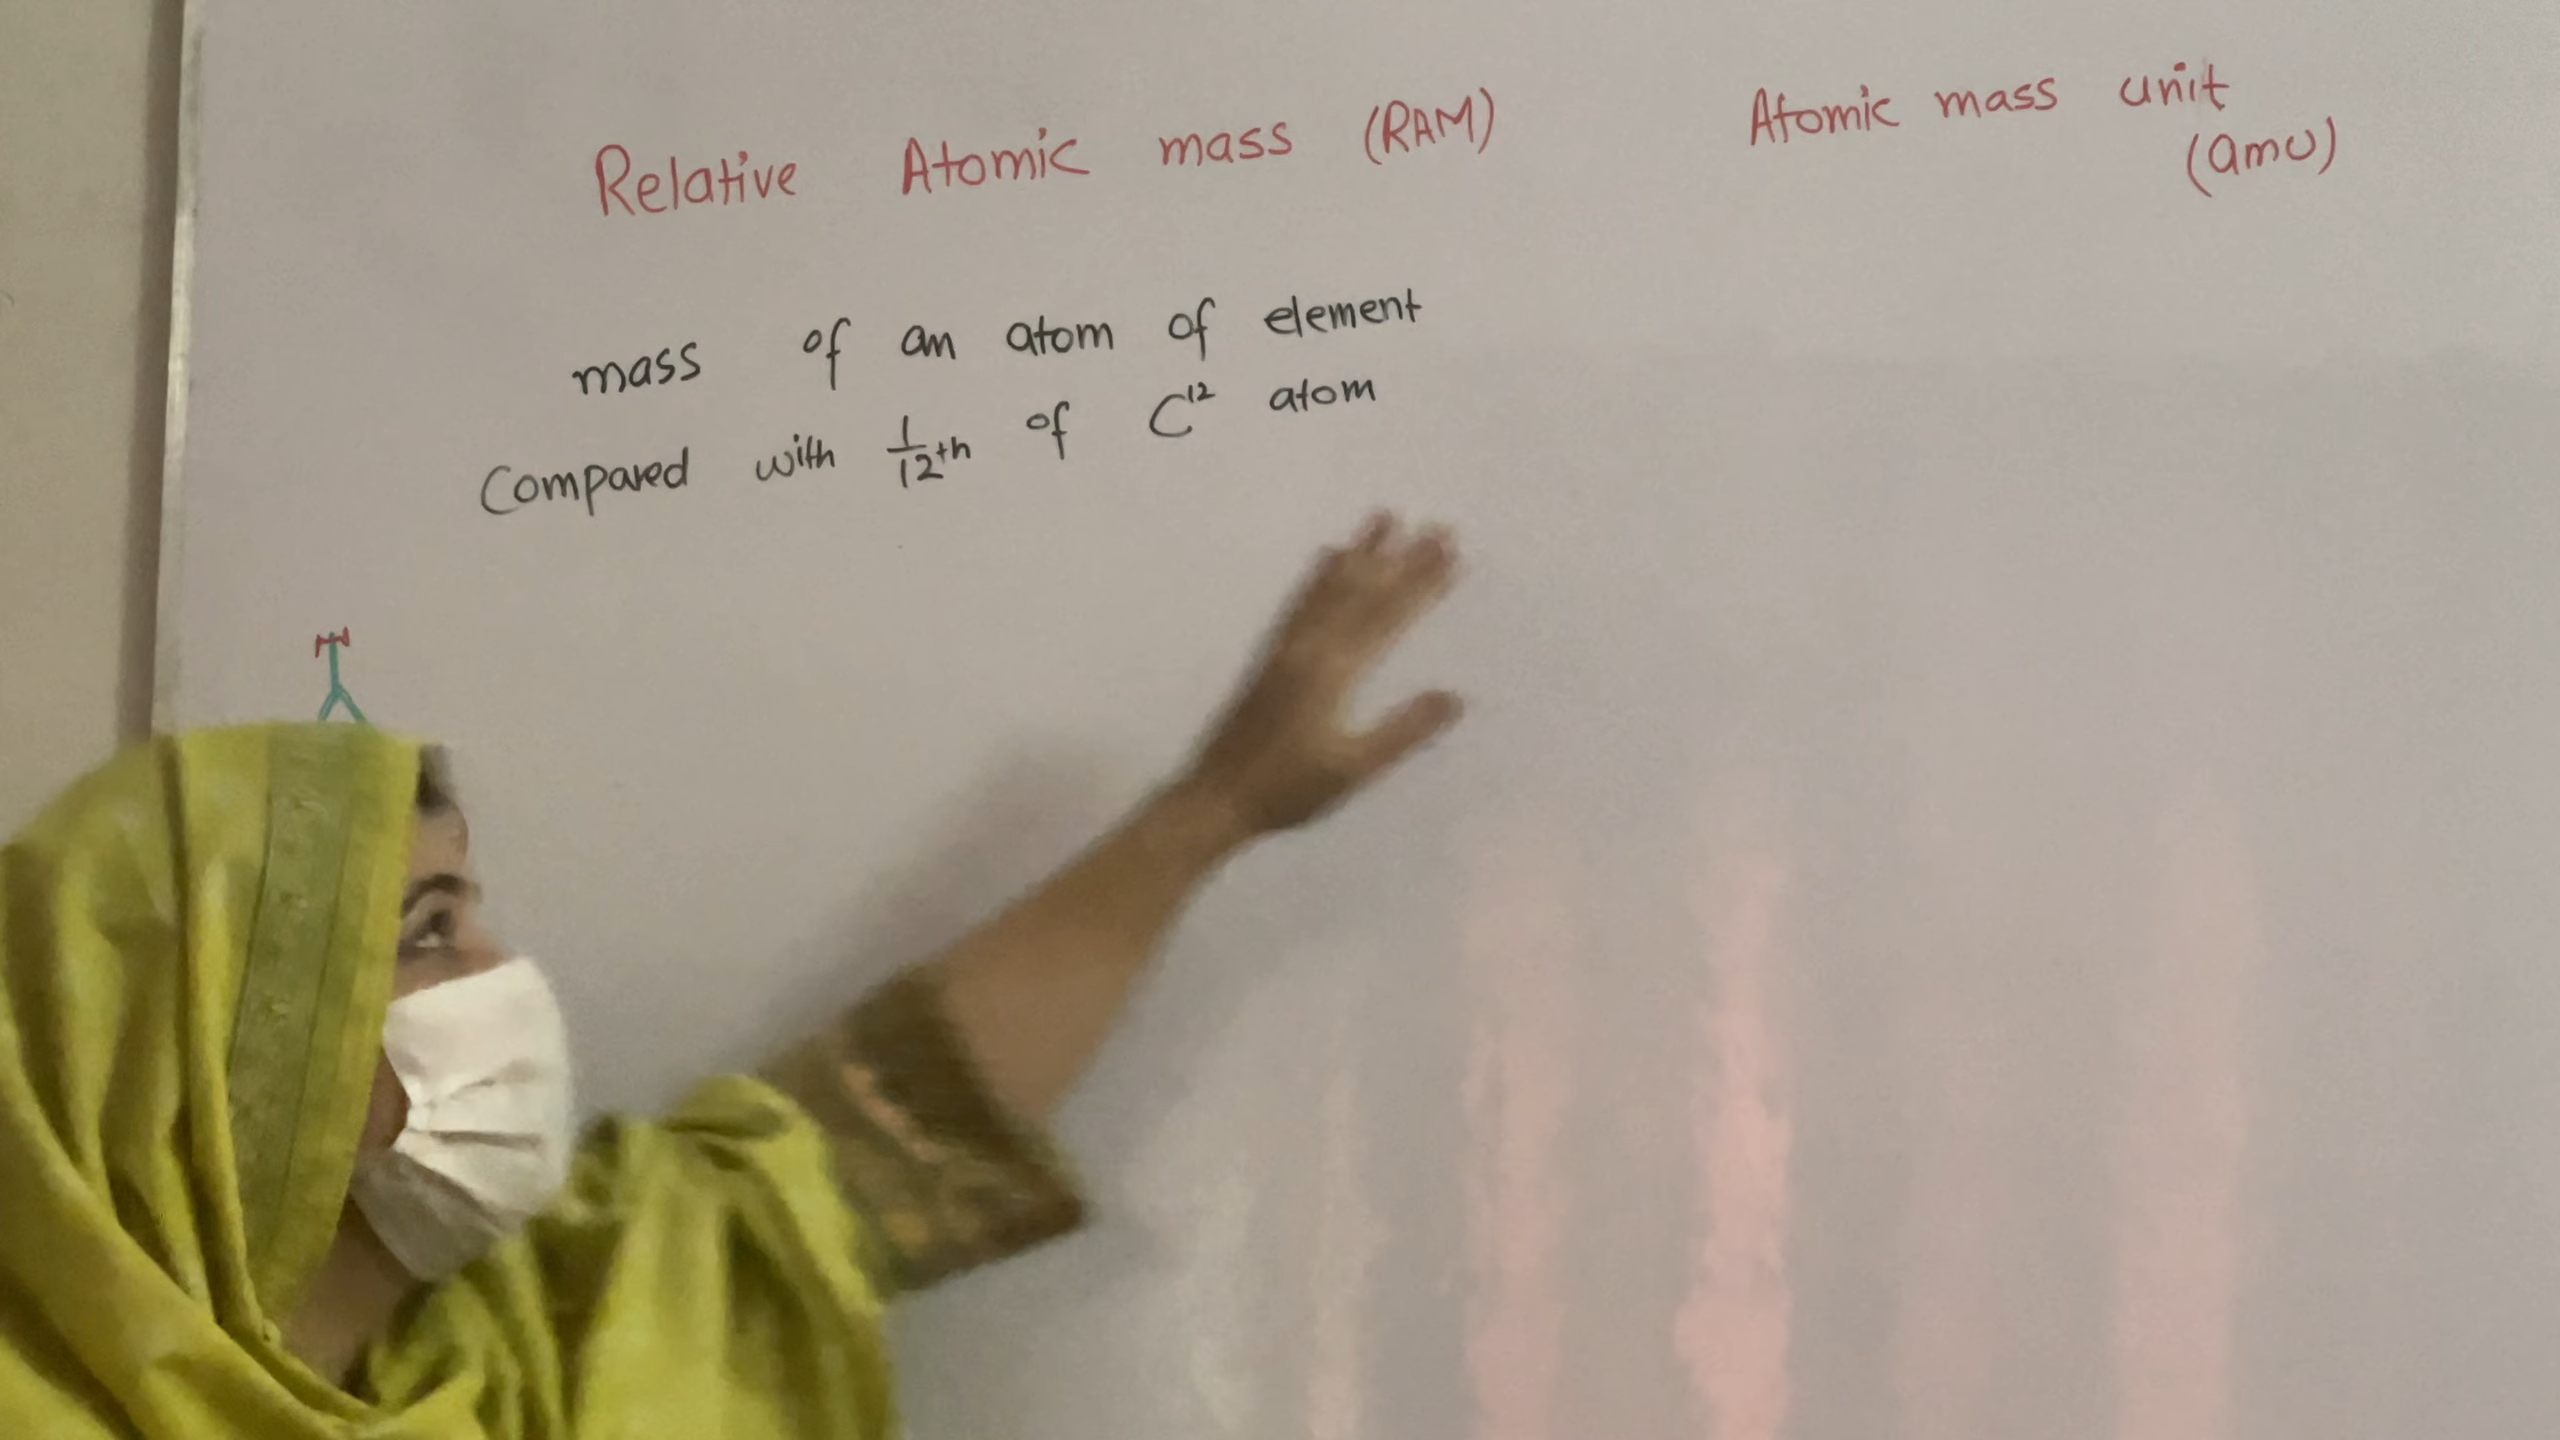 Relative Atomic mass (RAM)
mass of an atom of element
Compared with 1/12th of C¹² atom
Atomic mass unit
(amu)